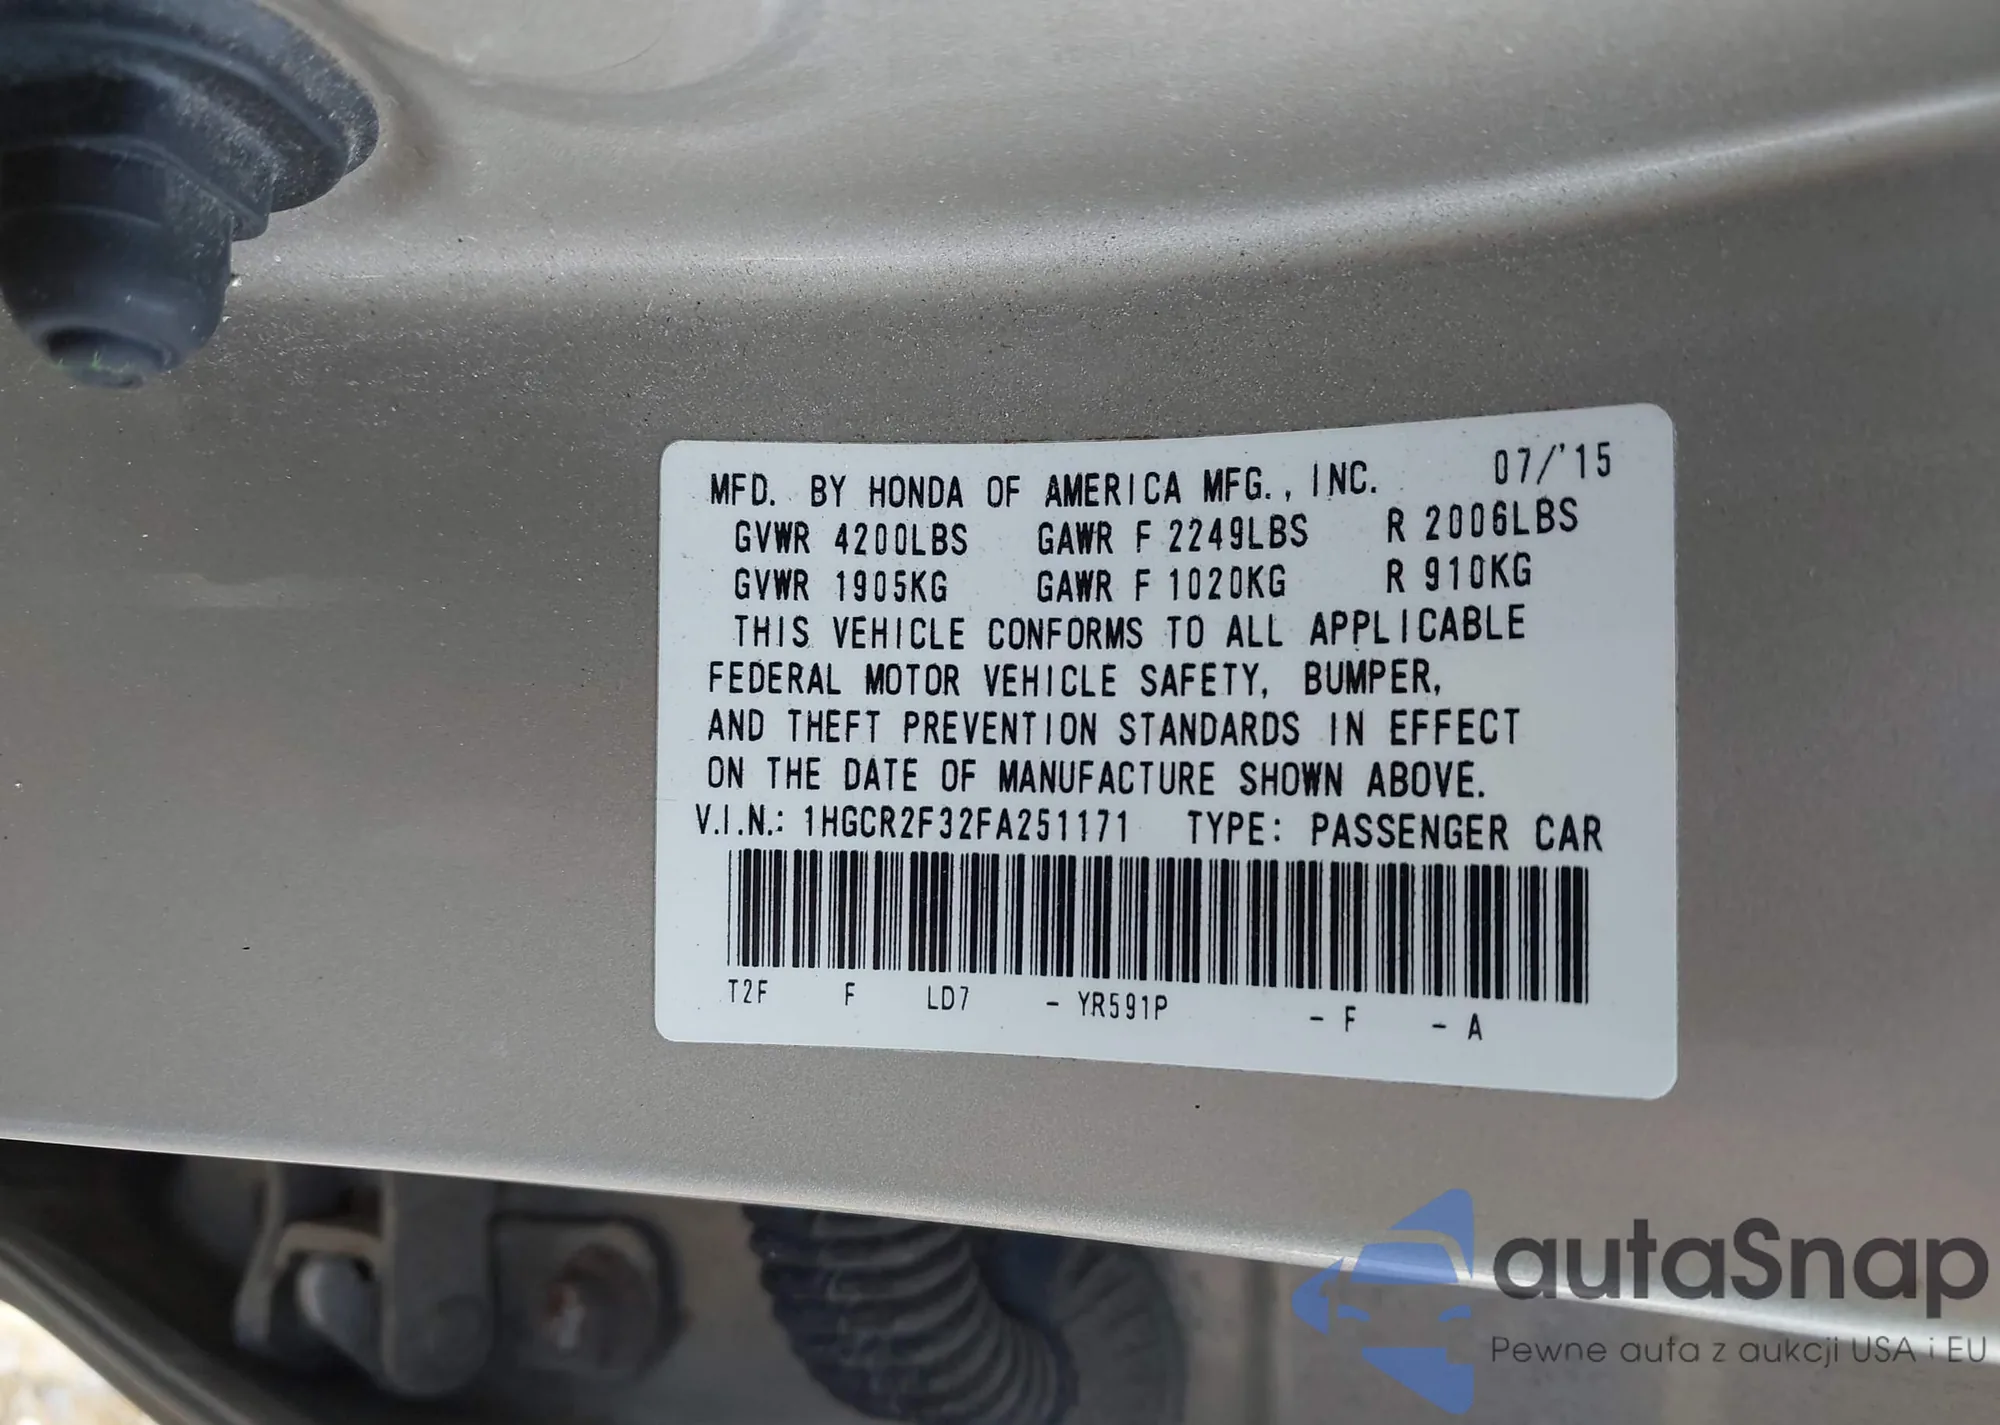 MFD. BY HONDA OF AMERICA MFG., INC. 07/'15
GVWR 4200LBS GAWR F 2249LBS R 2006LBS
GVWR 1905KG GAWR F 1020KG R 910KG
THIS VEHICLE CONFORMS TO ALL APPLICABLE
FEDERAL MOTOR VEHICLE SAFETY, BUMPER,
AND THEFT PREVENTION STANDARDS IN EFFECT
ON THE DATE OF MANUFACTURE SHOWN ABOVE.
V.I.N.: 1HGCR2F32FA251171 TYPE: PASSENGER CAR
T2F F LD7 - YR591P - F - A
autaSnap
Pewne auta z aukcji USA i EU